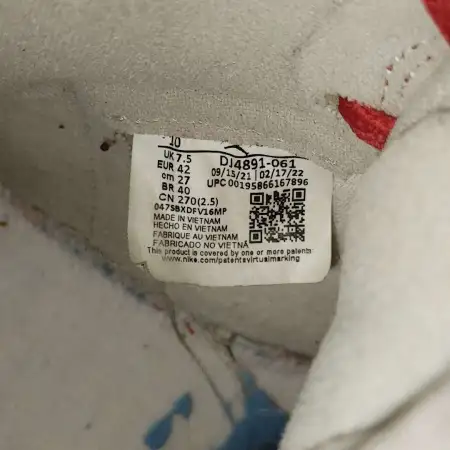 10
UK 7.5
EUR 42
cm 27
BR 40
CN 270(2.5)
DJ4891-061
09/15/21 02/17/22
UPC 00195866167896
047SBXDFV16MP
MADE IN VIETNAM
HECHO EN VIETNAM
FABRIQUE AU VIETNAM
FABRICADO NO VIETNÃ
This product is covered by one or more patents:
www.nike.com/patentsvirtualmarking